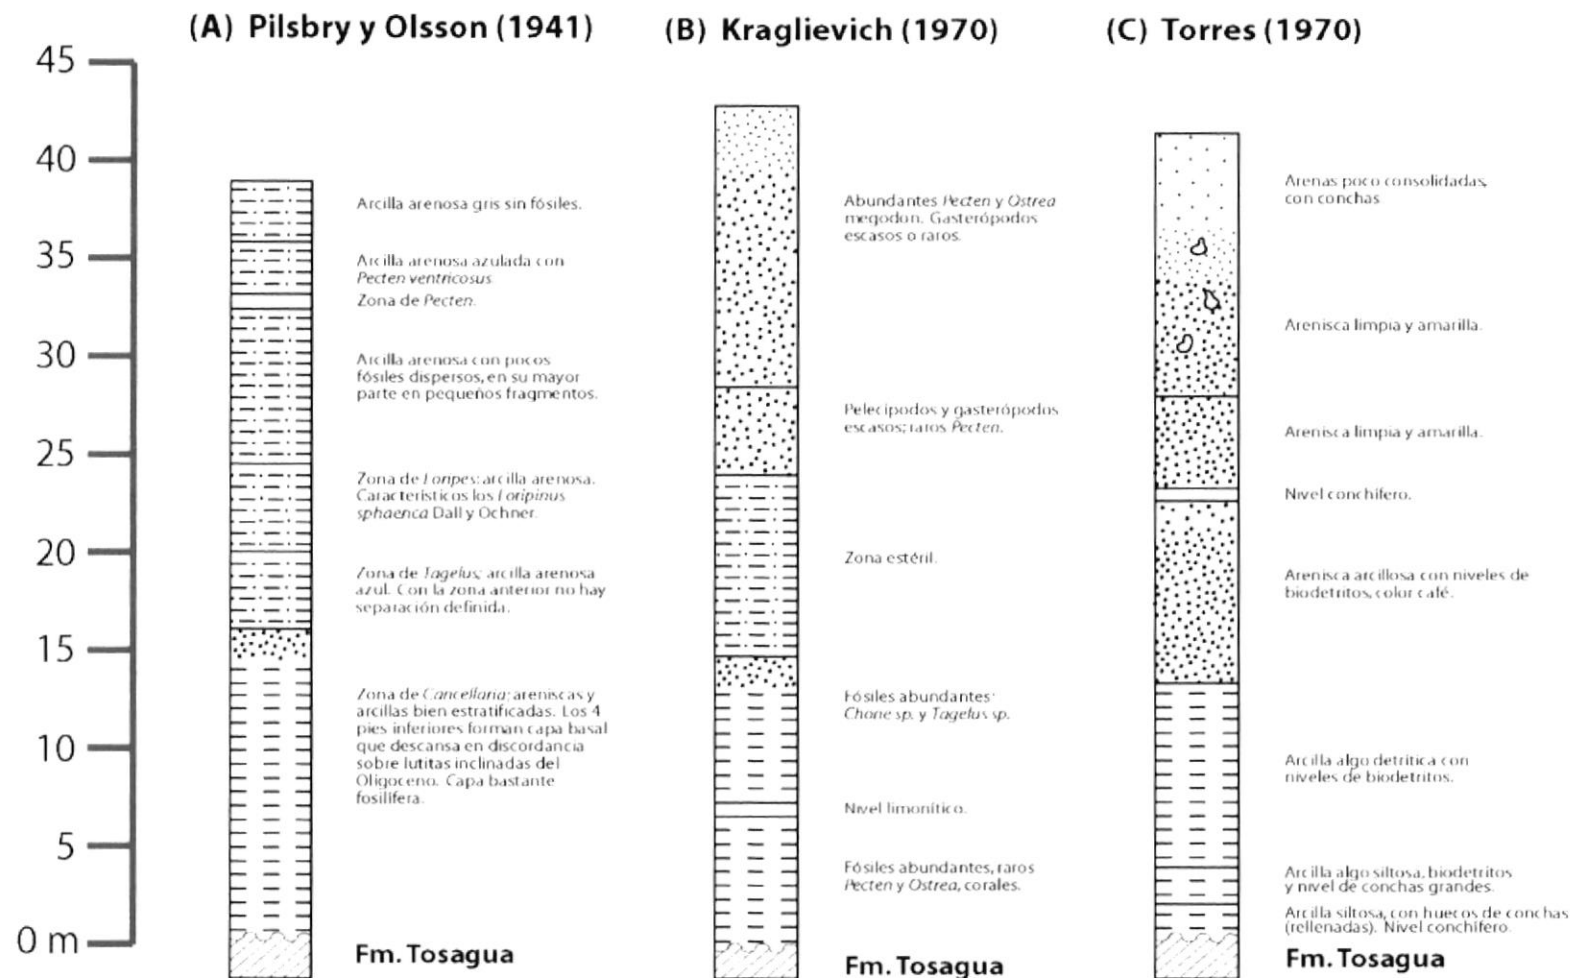 (A) Pilsbry y Olsson (1941)
(B) Kraglievich (1970)
(C) Torres (1970)
45
40
35
30
25
20
15
10
5
0 m
Arcilla arenosa gris sin fósiles.
Arcilla arenosa azulada con
Pecten ventricosus
Zona de Pecten.
Arcilla arenosa con pocos
fósiles dispersos, en su mayor
parte en pequeños fragmentos.
Zona de Loripes: arcilla arenosa.
Característicos los Loripinus
sphaenca Dall y Ochner.
Zona de Tagelus; arcilla arenosa
azul. Con la zona anterior no hay
separación definida.
Zona de Cancellaria; areniscas y
arcillas bien estratificadas. Los 4
pies inferiores forman capa basal
que descansa en discordancia
sobre lutitas inclinadas del
Oligoceno. Capa bastante
fosilífera.
Fm. Tosagua
Abundantes Pecten y Ostrea
megodon. Gasterópodos
escasos o raros.
Pelecípodos y gasterópodos
escasos; raros Pecten.
Zona estéril.
Fósiles abundantes:
Chone sp. y Tagelus sp.
Nivel limonítico.
Fósiles abundantes, raros
Pecten y Ostrea, corales.
Fm. Tosagua
Arenas poco consolidadas,
con conchas
Arenisca limpia y amarilla.
Arenisca limpia y amarilla.
Nivel conchífero.
Arenisca arcillosa con niveles de
biodetritos, color café.
Arcilla algo detrítica con
niveles de biodetritos.
Arcilla algo siltosa, biodetritos
y nivel de conchas grandes.
Arcilla siltosa, con huecos de conchas
(rellenadas). Nivel conchífero.
Fm. Tosagua